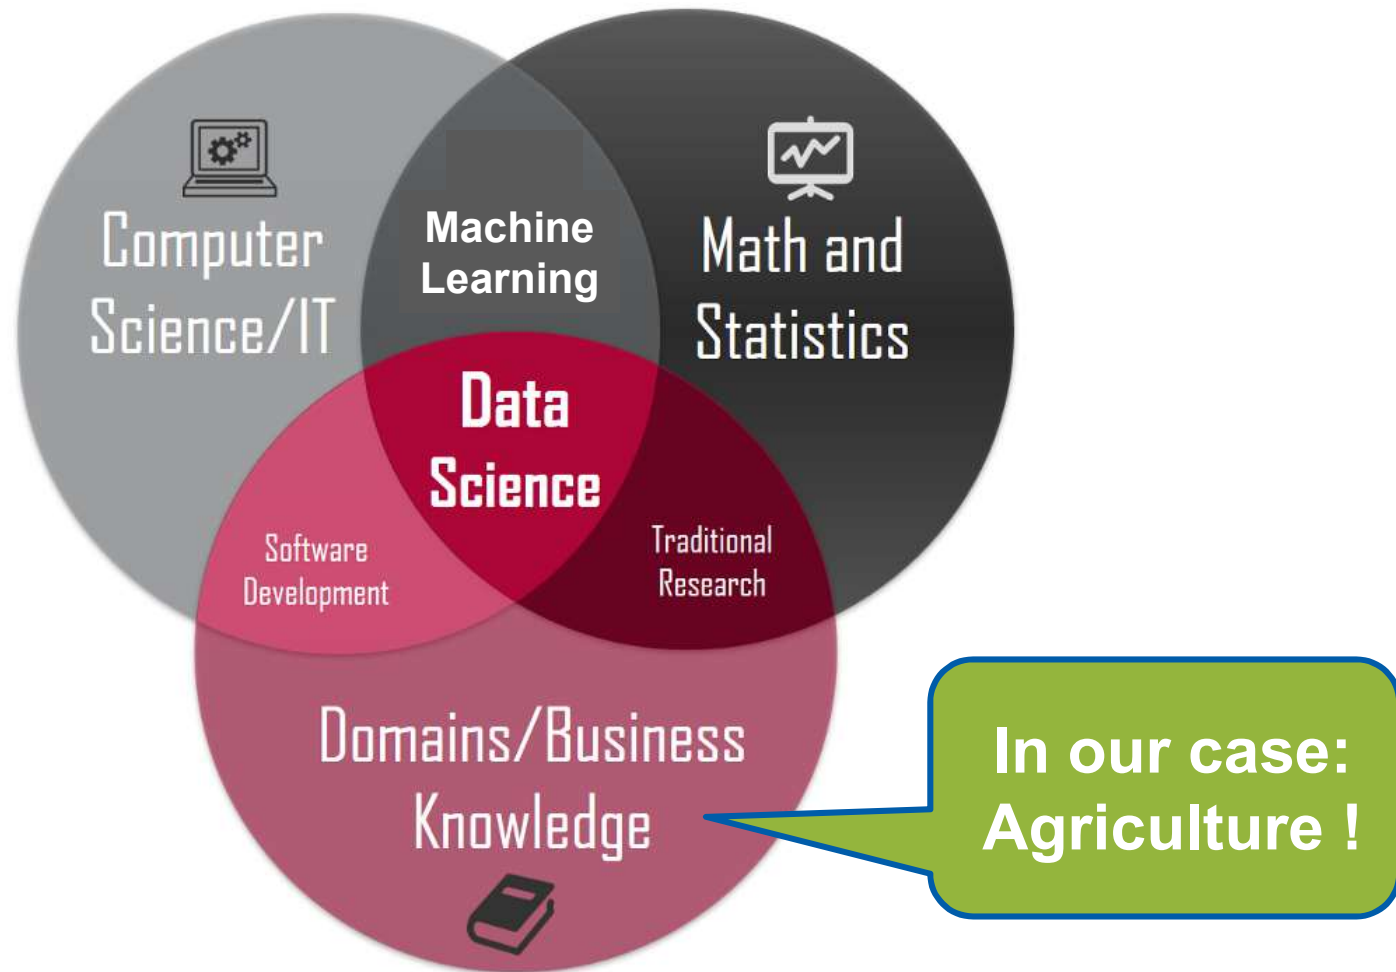 Computer
Science/IT
Machine
Learning
Math and
Statistics
Data
Science
Software
Development
Traditional
Research
Domains/Business
Knowledge
In our case:
Agriculture !